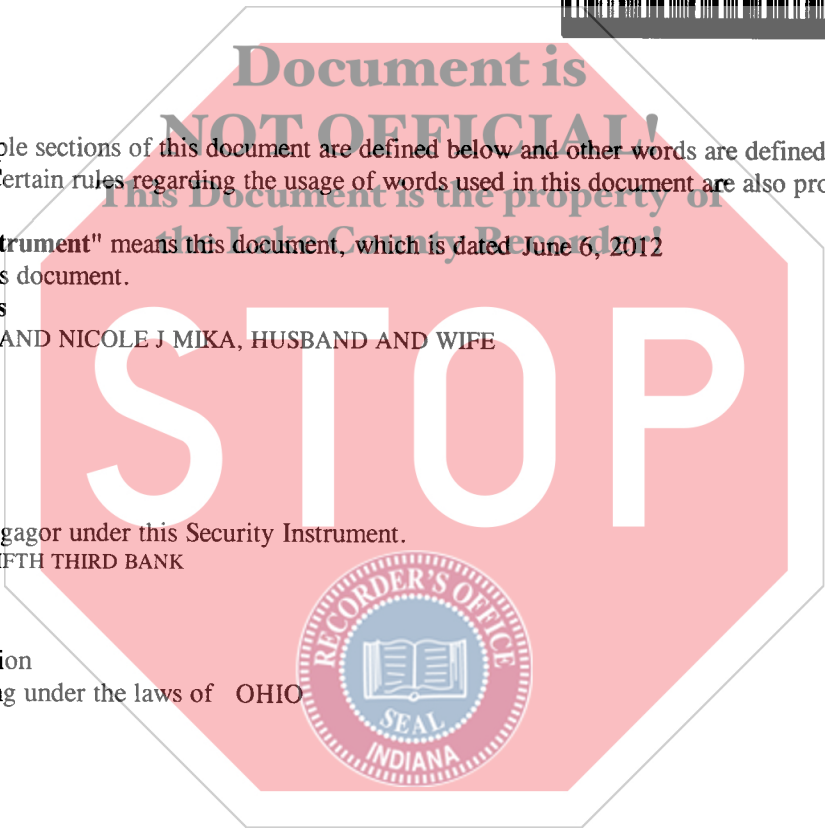 Document is
NOT OFFICIAL!
ple sections of this document are defined below and other words are defined
Certain rules regarding the usage of words used in this document are also pro
This Document is the property of
the Lake County Recorder!
trument" means this document, which is dated June 6, 2012
s document.
s
AND NICOLE J MIKA, HUSBAND AND WIFE
STOP
gagor under this Security Instrument.
IFTH THIRD BANK
RECORDER'S OFFICE
ion
ng under the laws of OHIO
SEAL
INDIANA